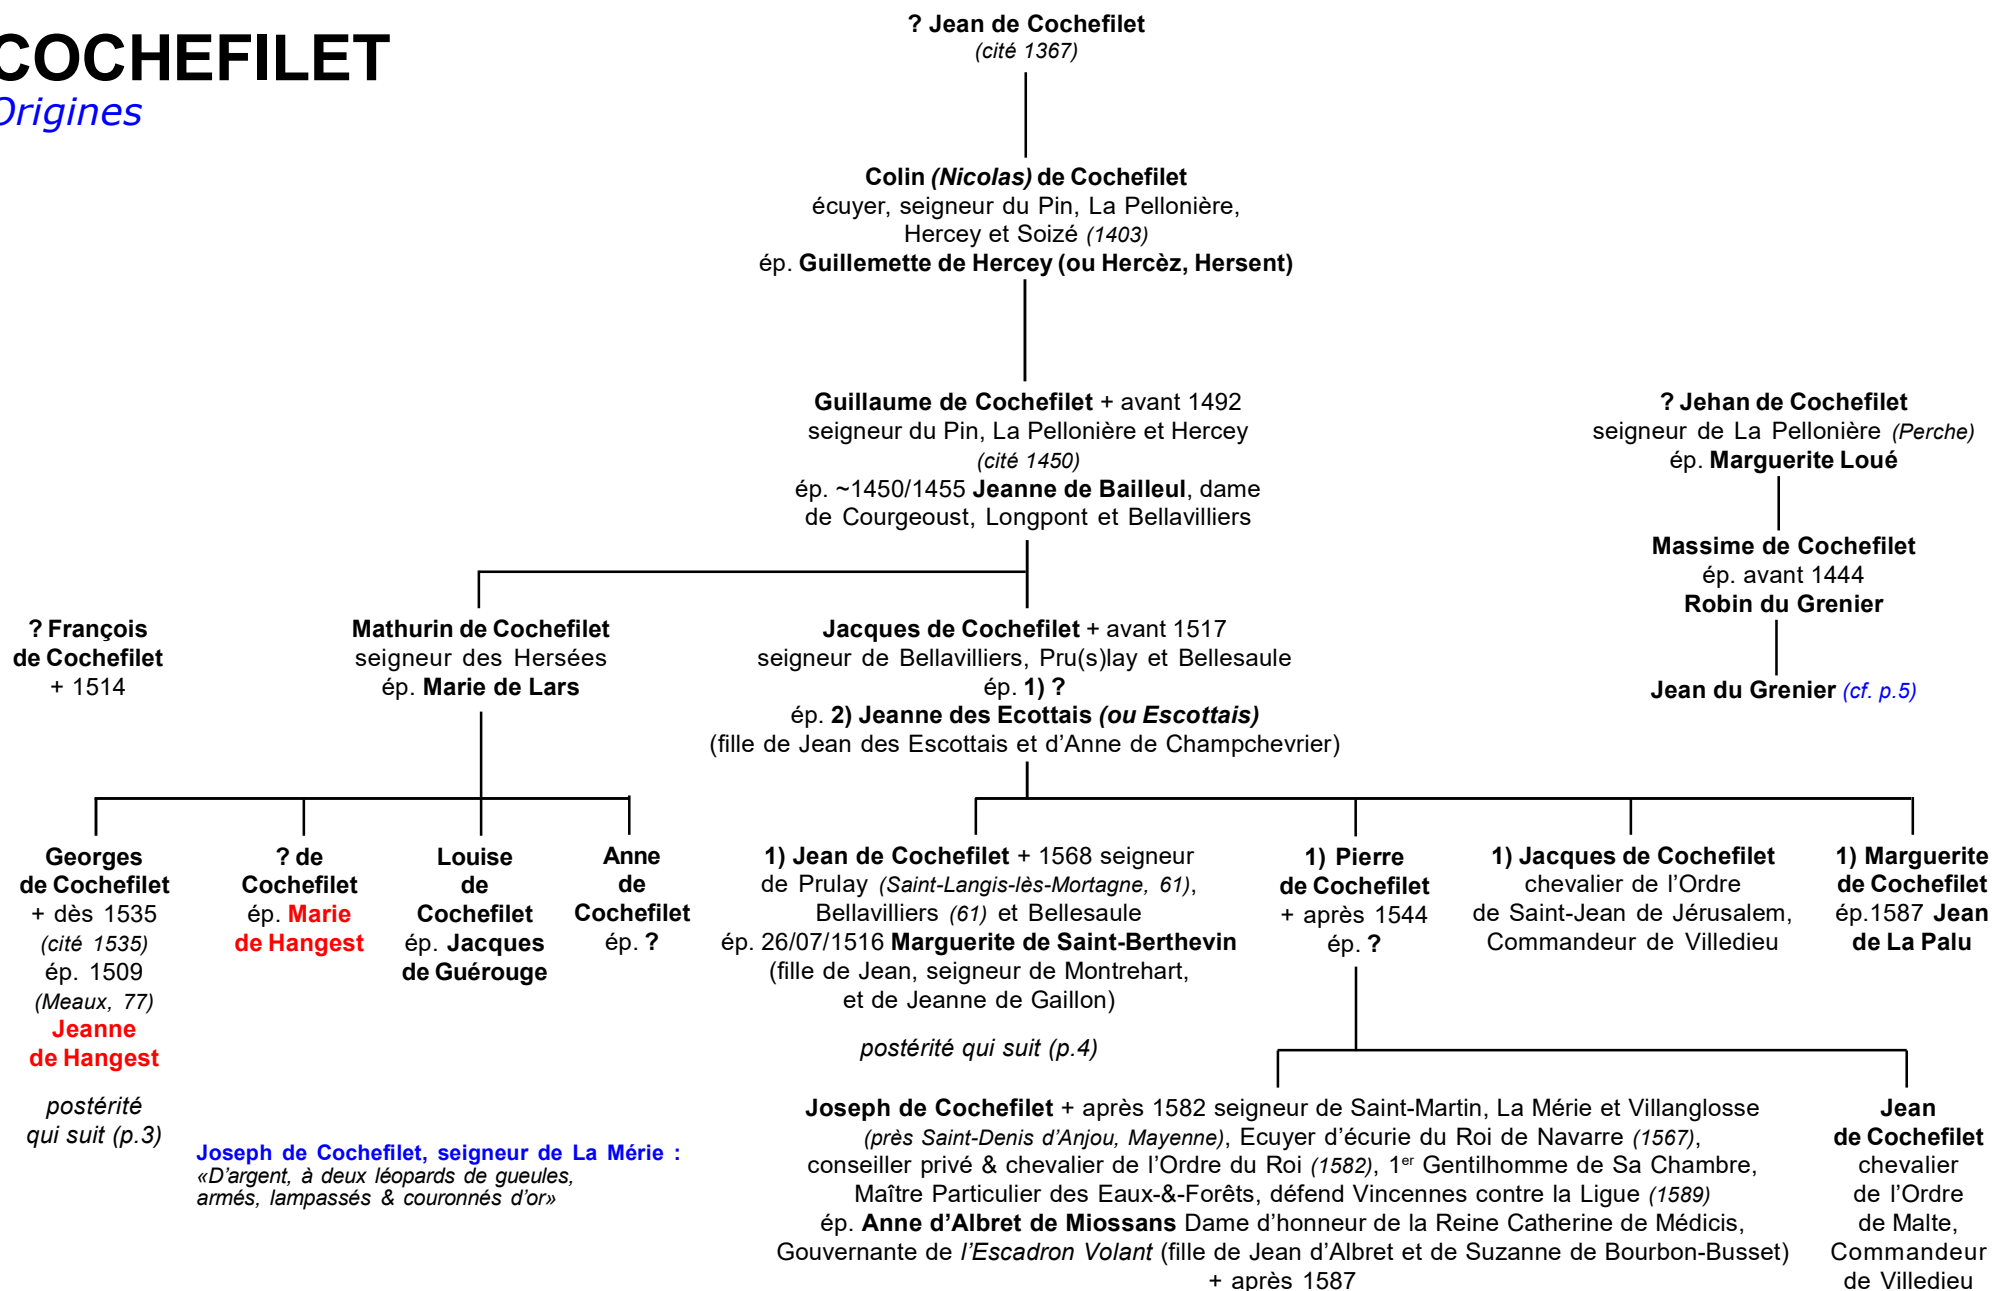 COCHEFILET
Origines
? Jean de Cochefilet
(cité 1367)
Colin (Nicolas) de Cochefilet
écuyer, seigneur du Pin, La Pellonière,
Hercey et Soizé (1403)
ép. Guillemette de Hercey (ou Hercèz, Hersent)
Guillaume de Cochefilet + avant 1492
seigneur du Pin, La Pellonière et Hercey
(cité 1450)
ép. ~1450/1455 Jeanne de Bailleul, dame
de Courgeoust, Longpont et Bellavilliers
? Jehan de Cochefilet
seigneur de La Pellonière (Perche)
ép. Marguerite Loué
Massime de Cochefilet
ép. avant 1444
Robin du Grenier
Jean du Grenier (cf. p.5)
? François
de Cochefilet
+ 1514
Mathurin de Cochefilet
seigneur des Hersées
ép. Marie de Lars
Jacques de Cochefilet + avant 1517
seigneur de Bellavilliers, Pru(s)lay et Bellesaule
ép. 1) ?
ép. 2) Jeanne des Ecottais (ou Escottais)
(fille de Jean des Escottais et d'Anne de Champchevrier)
Georges
de Cochefilet
+ dès 1535
(cité 1535)
ép. 1509
(Meaux, 77)
Jeanne
de Hangest
postérité
qui suit (p.3)
? de
Cochefilet
ép. Marie
de Hangest
Louise
de
Cochefilet
ép. Jacques
de Guérouge
Anne
de
Cochefilet
ép. ?
1) Jean de Cochefilet + 1568 seigneur
de Prulay (Saint-Langis-lès-Mortagne, 61),
Bellavilliers (61) et Bellesaule
ép. 26/07/1516 Marguerite de Saint-Berthevin
(fille de Jean, seigneur de Montrehart,
et de Jeanne de Gaillon)
postérité qui suit (p.4)
1) Pierre
de Cochefilet
+ après 1544
ép. ?
1) Jacques de Cochefilet
chevalier de l'Ordre
de Saint-Jean de Jérusalem,
Commandeur de Villedieu
1) Marguerite
de Cochefilet
ép.1587 Jean
de La Palu
Joseph de Cochefilet, seigneur de La Mérie :
«D'argent, à deux léopards de gueules,
armés, lampassés & couronnés d'or»
Joseph de Cochefilet + après 1582 seigneur de Saint-Martin, La Mérie et Villanglosse
(près Saint-Denis d'Anjou, Mayenne), Ecuyer d'écurie du Roi de Navarre (1567),
conseiller privé & chevalier de l'Ordre du Roi (1582), 1er Gentilhomme de Sa Chambre,
Maître Particulier des Eaux-&-Forêts, défend Vincennes contre la Ligue (1589)
ép. Anne d'Albret de Miossans Dame d'honneur de la Reine Catherine de Médicis,
Gouvernante de l'Escadron Volant (fille de Jean d'Albret et de Suzanne de Bourbon-Busset)
+ après 1587
Jean
de Cochefilet
chevalier
de l'Ordre
de Malte,
Commandeur
de Villedieu